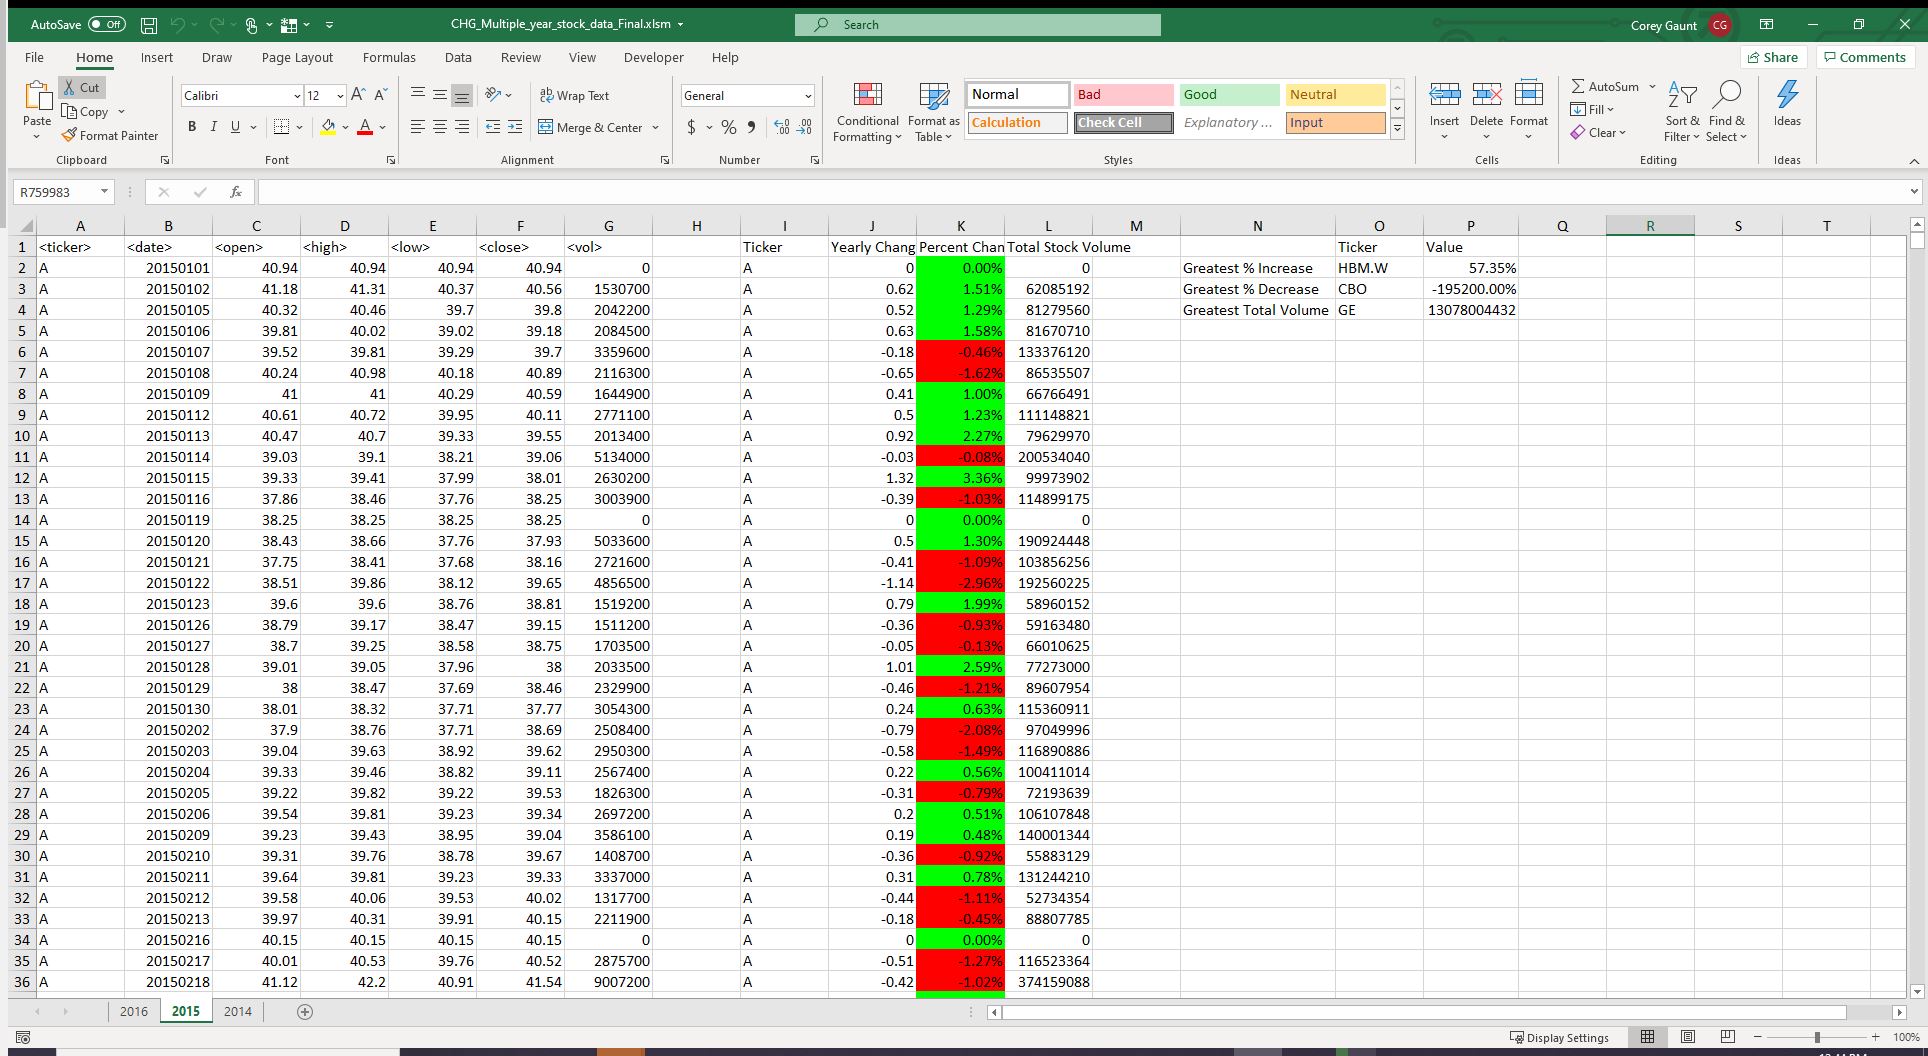 AutoSave Off CHG_Multiple_year_stock_data_Final.xlsm Search Corey Gaunt CG
File Home Insert Draw Page Layout Formulas Data Review View Developer Help Share Comments
Paste Cut Copy Format Painter Clipboard
Calibri 12 B I U Font
Wrap Text Merge & Center Alignment
General $ % Number
Conditional Formatting Format as Table
Normal Bad Good Neutral
Calculation Check Cell Explanatory ... Input
Styles
Insert Delete Format Cells
AutoSum Fill Clear Sort & Filter Find & Select Editing
Ideas Ideas
R759983 fx
A B C D E F G H I J K L M N O P Q R S T
1 <ticker> <date> <open> <high> <low> <close> <vol> Ticker Yearly Chang Percent Chan Total Stock Volume Ticker Value
2 A 20150101 40.94 40.94 40.94 40.94 0 A 0 0.00% 0 Greatest % Increase HBM.W 57.35%
3 A 20150102 41.18 41.31 40.37 40.56 1530700 A 0.62 1.51% 62085192 Greatest % Decrease CBO -195200.00%
4 A 20150105 40.32 40.46 39.7 39.8 2042200 A 0.52 1.29% 81279560 Greatest Total Volume GE 13078004432
5 A 20150106 39.81 40.02 39.02 39.18 2084500 A 0.63 1.58% 81670710
6 A 20150107 39.52 39.81 39.29 39.7 3359600 A -0.18 -0.46% 133376120
7 A 20150108 40.24 40.98 40.18 40.89 2116300 A -0.65 -1.62% 86535507
8 A 20150109 41 41 40.29 40.59 1644900 A 0.41 1.00% 66766491
9 A 20150112 40.61 40.72 39.95 40.11 2771100 A 0.5 1.23% 111148821
10 A 20150113 40.47 40.7 39.33 39.55 2013400 A 0.92 2.27% 79629970
11 A 20150114 39.03 39.1 38.21 39.06 5134000 A -0.03 -0.08% 200534040
12 A 20150115 39.33 39.41 37.99 38.01 2630200 A 1.32 3.36% 99973902
13 A 20150116 37.86 38.46 37.76 38.25 3003900 A -0.39 -1.03% 114899175
14 A 20150119 38.25 38.25 38.25 38.25 0 A 0 0.00% 0
15 A 20150120 38.43 38.66 37.76 37.93 5033600 A 0.5 1.30% 190924448
16 A 20150121 37.75 38.41 37.68 38.16 2721600 A -0.41 -1.09% 103856256
17 A 20150122 38.51 39.86 38.12 39.65 4856500 A -1.14 -2.96% 192560225
18 A 20150123 39.6 39.6 38.76 38.81 1519200 A 0.79 1.99% 58960152
19 A 20150126 38.79 39.17 38.47 39.15 1511200 A -0.36 -0.93% 59163480
20 A 20150127 38.7 39.25 38.58 38.75 1703500 A -0.05 -0.13% 66010625
21 A 20150128 39.01 39.05 37.96 38 2033500 A 1.01 2.59% 77273000
22 A 20150129 38 38.47 37.69 38.46 2329900 A -0.46 -1.21% 89607954
23 A 20150130 38.01 38.32 37.71 37.77 3054300 A 0.24 0.63% 115360911
24 A 20150202 37.9 38.76 37.71 38.69 2508400 A -0.79 -2.08% 97049996
25 A 20150203 39.04 39.63 38.92 39.62 2950300 A -0.58 -1.49% 116890886
26 A 20150204 39.33 39.46 38.82 39.11 2567400 A 0.22 0.56% 100411014
27 A 20150205 39.22 39.82 39.22 39.53 1826300 A -0.31 -0.79% 72193639
28 A 20150206 39.54 39.81 39.23 39.34 2697200 A 0.2 0.51% 106107848
29 A 20150209 39.23 39.43 38.95 39.04 3586100 A 0.19 0.48% 140001344
30 A 20150210 39.31 39.76 38.78 39.67 1408700 A -0.36 -0.92% 55883129
31 A 20150211 39.64 39.81 39.23 39.33 3337000 A 0.31 0.78% 131244210
32 A 20150212 39.58 40.06 39.53 40.02 1317700 A -0.44 -1.11% 52734354
33 A 20150213 39.97 40.31 39.91 40.15 2211900 A -0.18 -0.45% 88807785
34 A 20150216 40.15 40.15 40.15 40.15 0 A 0 0.00% 0
35 A 20150217 40.01 40.53 39.76 40.52 2875700 A -0.51 -1.27% 116523364
36 A 20150218 41.12 42.2 40.91 41.54 9007200 A -0.42 -1.02% 374159088
2016 2015 2014
Display Settings 100%